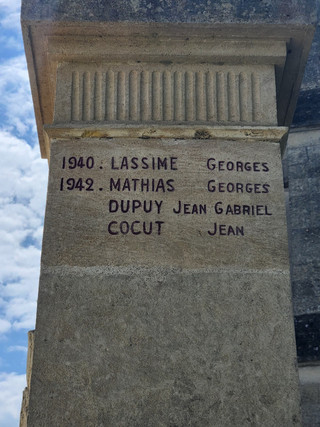 1940. LASSIME GEORGES
1942. MATHIAS GEORGES
DUPUY JEAN GABRIEL
COCUT JEAN